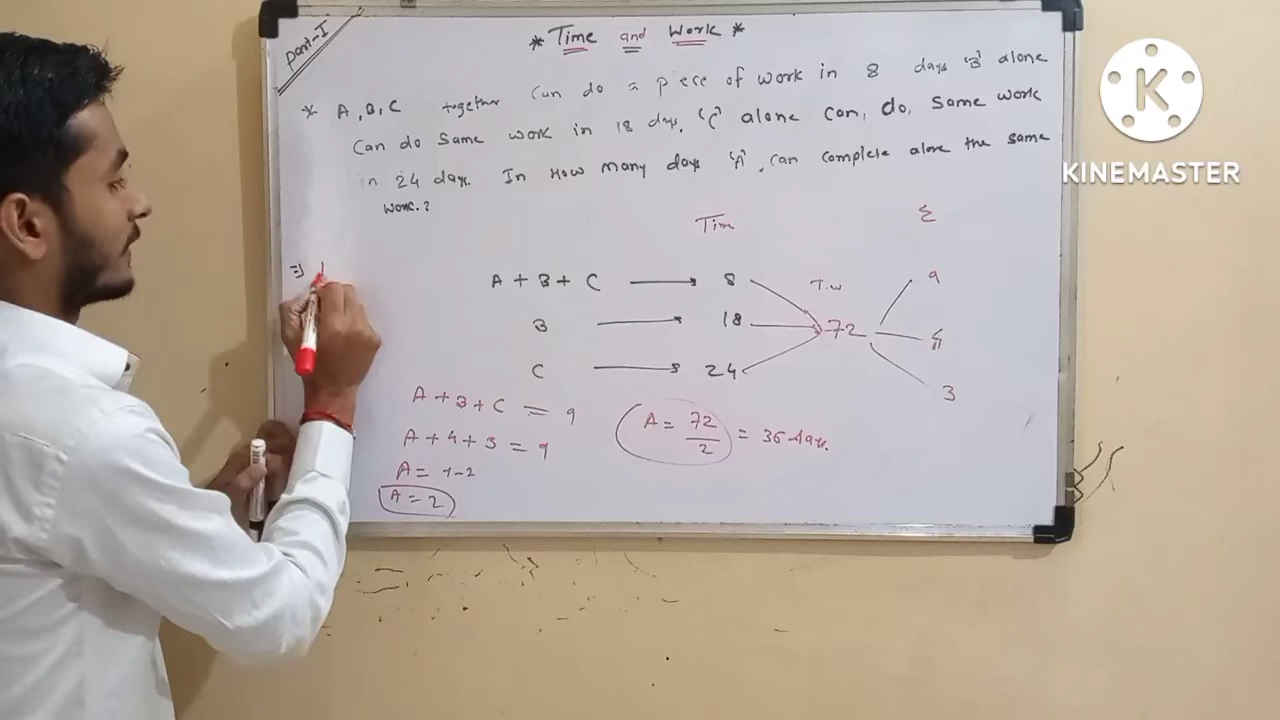 Part-I
* Time and Work *
* A, B, C together Can do a piece of work in 8 days 'B' alone
Can do Same work in 18 days, 'C' alone can, do, Same work
in 24 days. In How many days 'A', can complete alone the same
work.?
Time
Σ
A + B + C 8
T.W
9
B 18
72
4
C 24
3
A + B + C = 9
A + 4 + 3 = 9
A =
A = 2
A = 72/2 = 36 days.
⇒
K
KINEMASTER